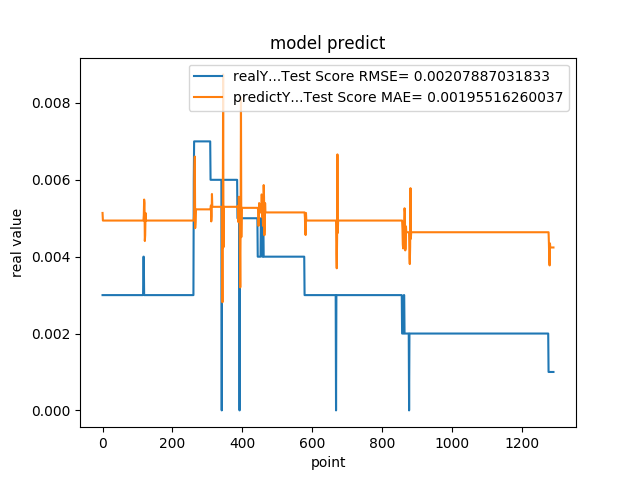 model predict
realY...Test Score RMSE= 0.00207887031833
predictY...Test Score MAE= 0.00195516260037
0.008
0.006
0.004
0.002
0.000
real value
0 200 400 600 800 1000 1200
point